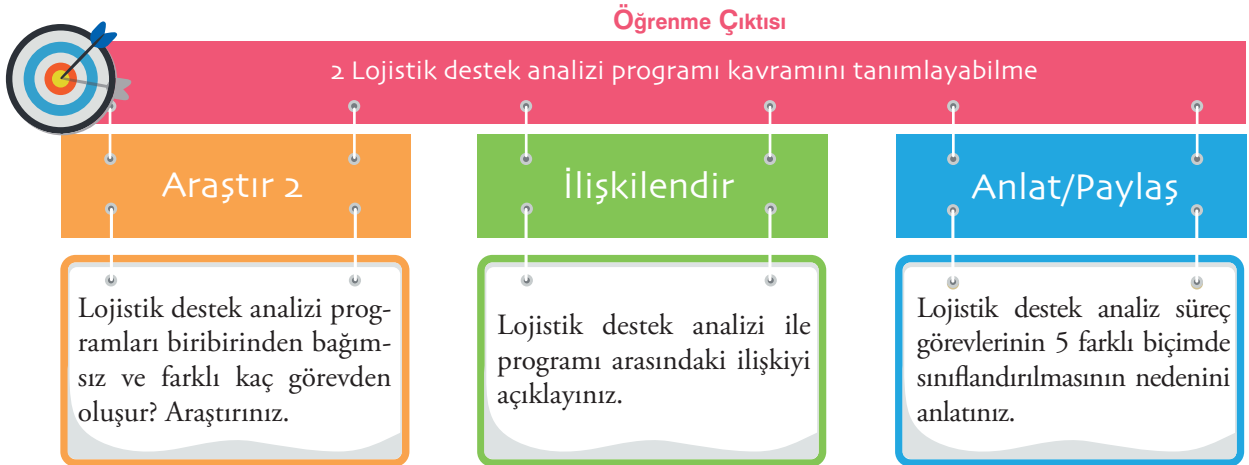 Öğrenme Çıktısı
2 Lojistik destek analizi programı kavramını tanımlayabilme
Araştır 2
Lojistik destek analizi prog-
ramları biribirinden bağım-
sız ve farklı kaç görevden
oluşur? Araştırınız.
İlişkilendir
Lojistik destek analizi ile
programı arasındaki ilişkiyi
açıklayınız.
Anlat/Paylaş
Lojistik destek analiz süreç
görevlerinin 5 farklı biçimde
sınıflandırılmasının nedenini
anlatınız.